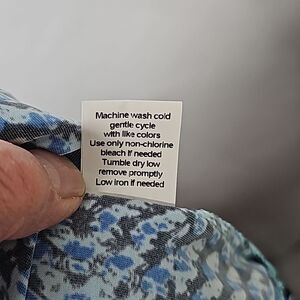 Machine wash cold
gentle cycle
with like colors
Use only non-chlorine
bleach if needed
Tumble dry low
remove promptly
Low iron if needed